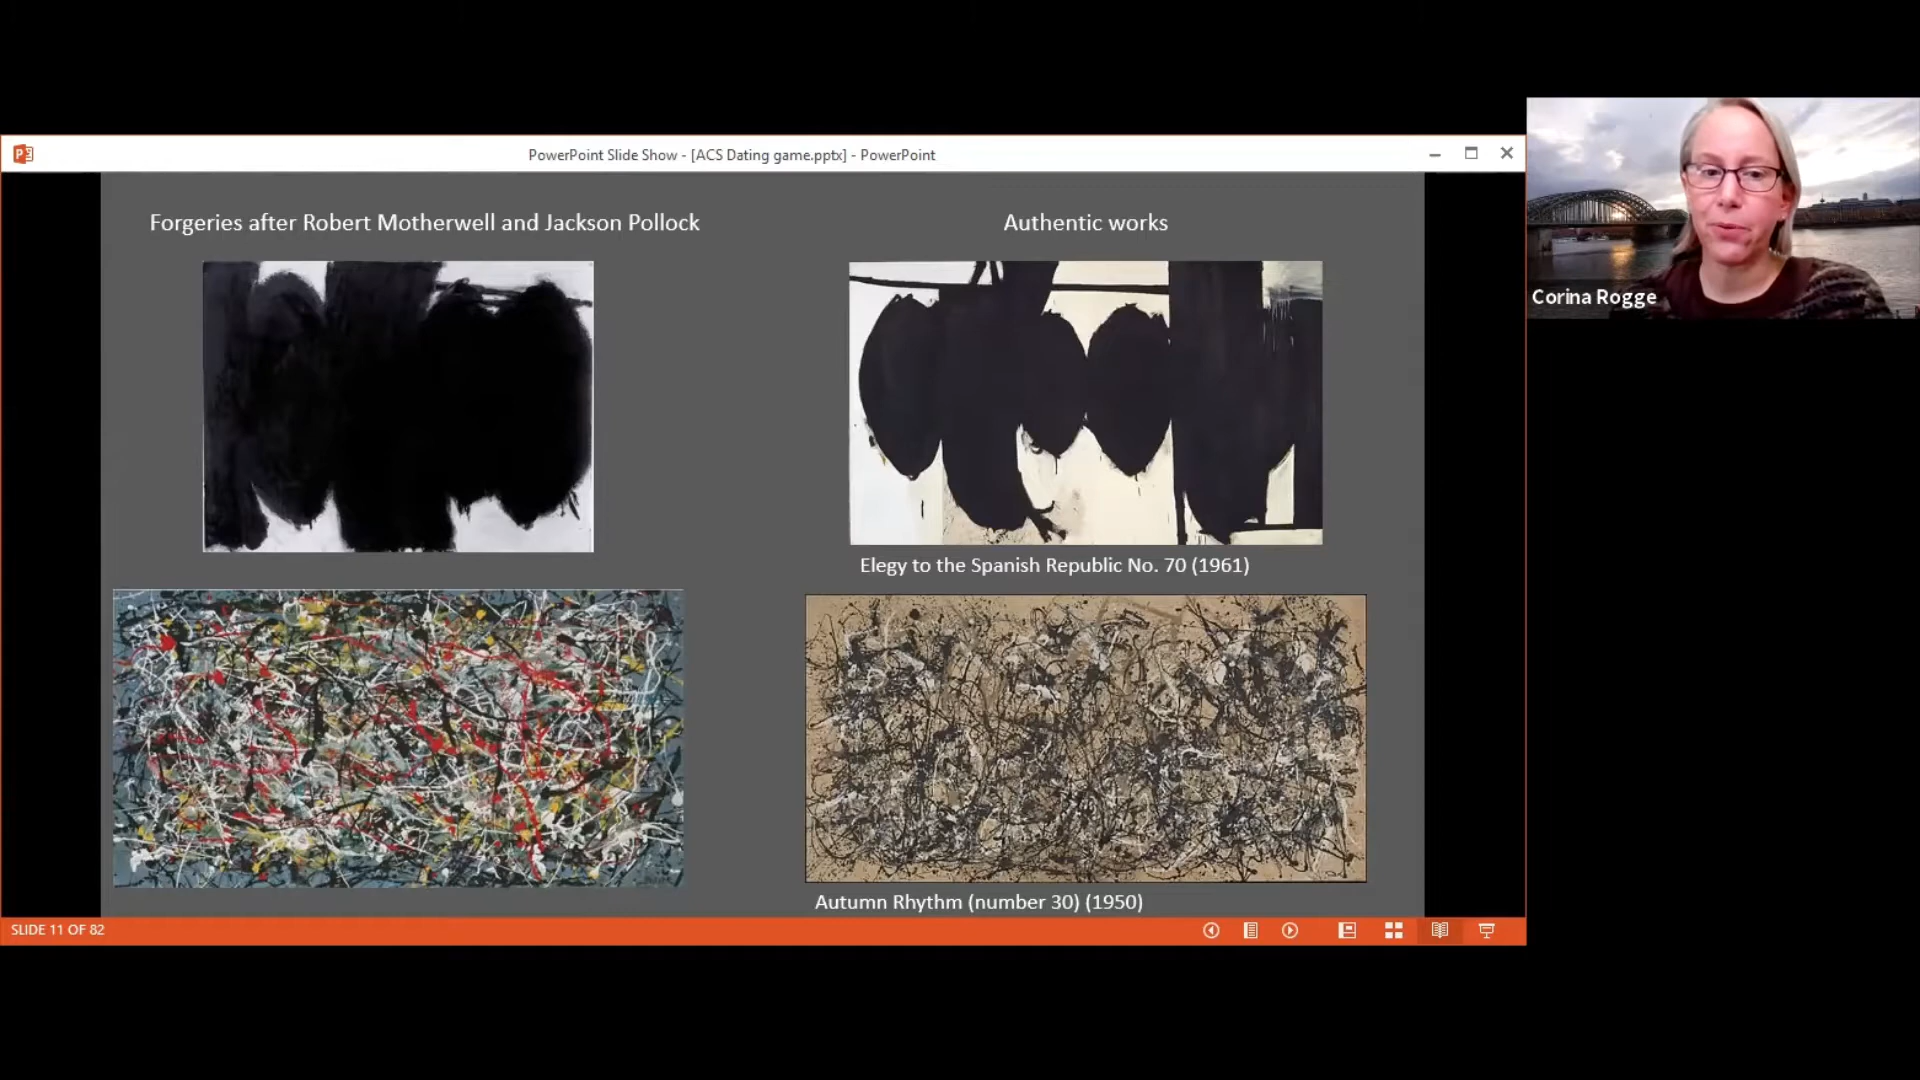 PowerPoint Slide Show - [ACS Dating game.pptx] - PowerPoint
Forgeries after Robert Motherwell and Jackson Pollock
Authentic works
Elegy to the Spanish Republic No. 70 (1961)
Autumn Rhythm (number 30) (1950)
SLIDE 11 OF 82
Corina Rogge